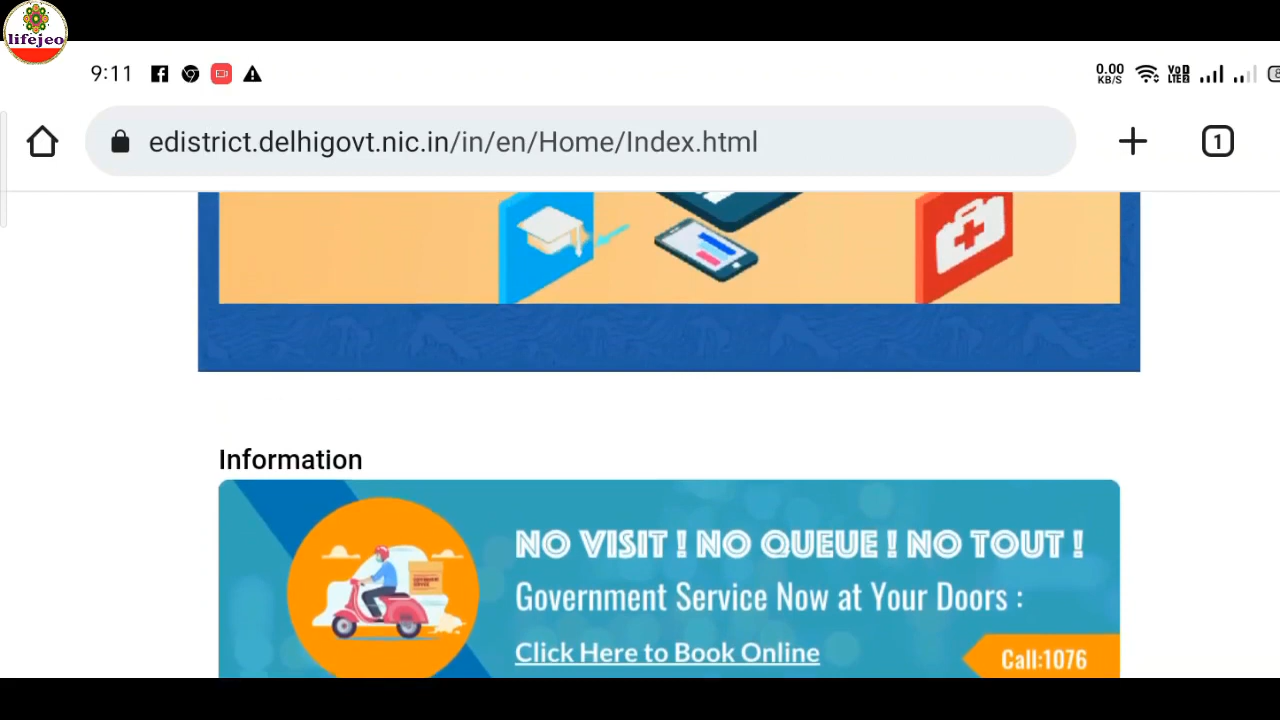 lifejeo
9:11
0.00 KB/S
Vo LTE2
edistrict.delhigovt.nic.in/in/en/Home/Index.html
1
Information
NO VISIT ! NO QUEUE ! NO TOUT !
Government Service Now at Your Doors :
Click Here to Book Online
Call:1076